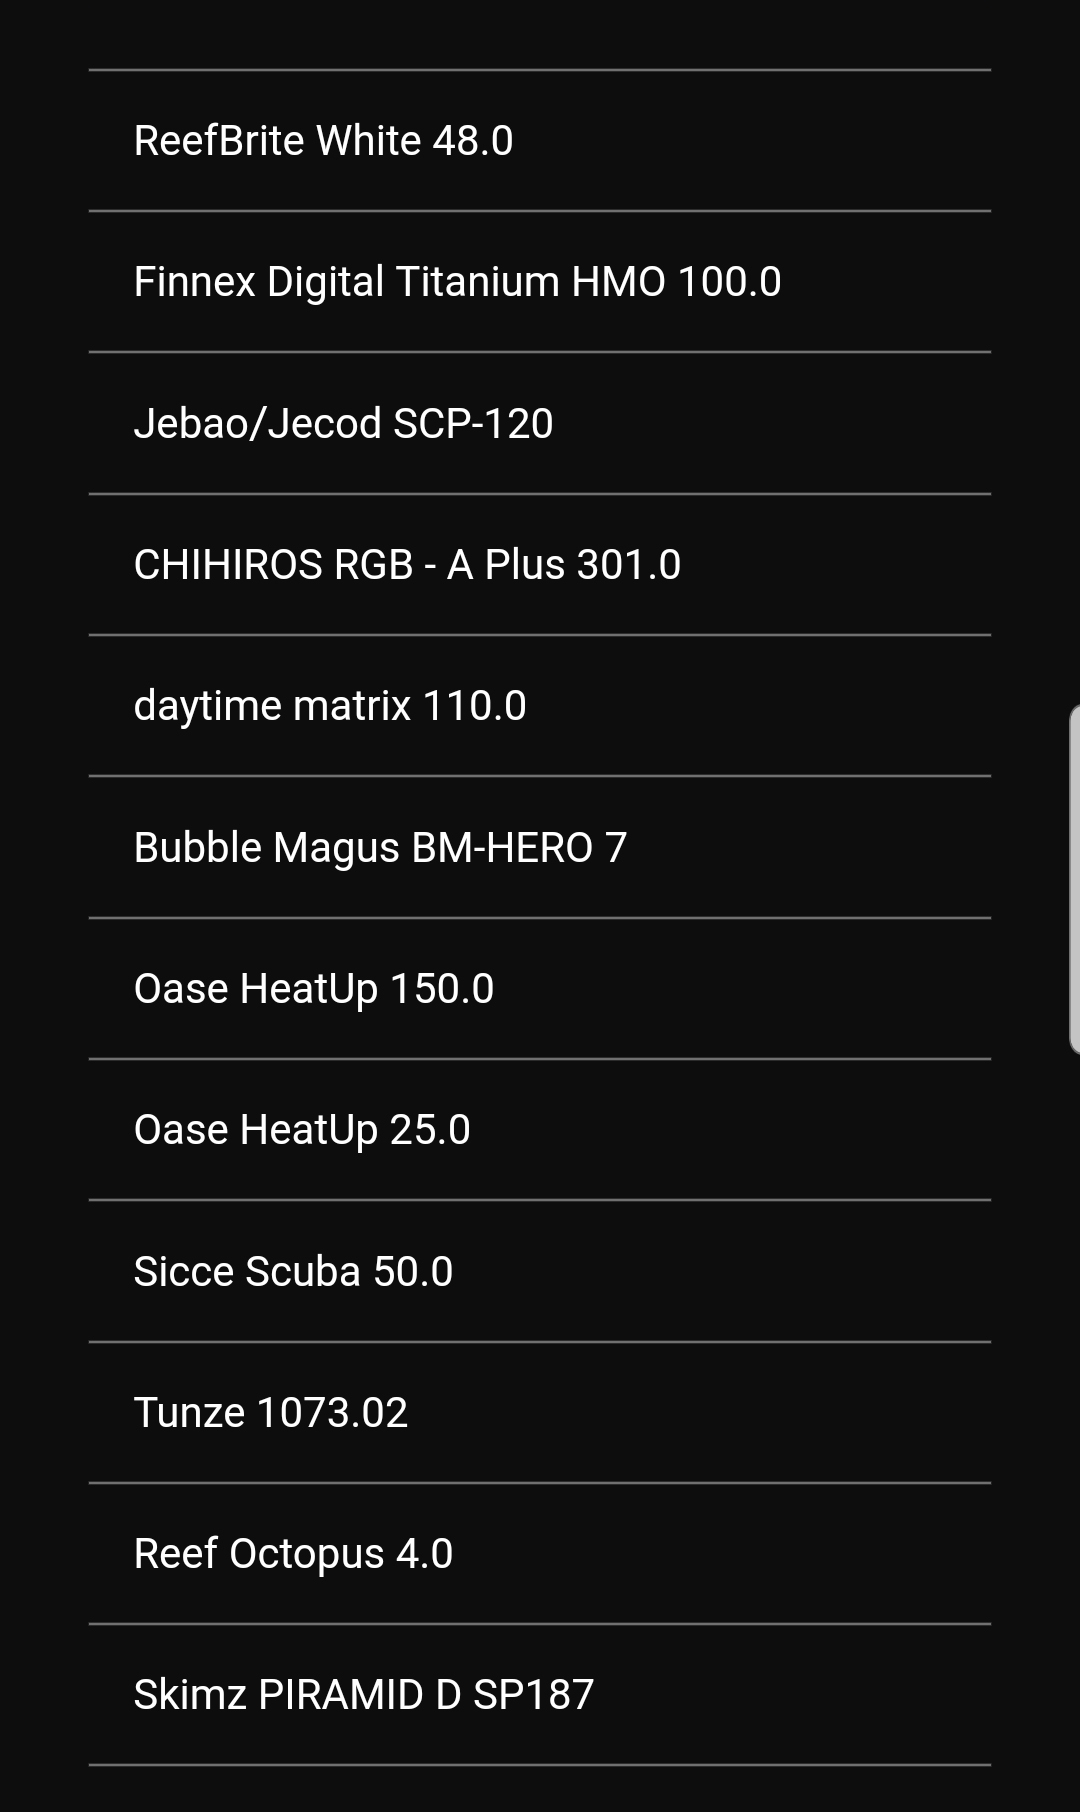 ReefBrite White 48.0
Finnex Digital Titanium HMO 100.0
Jebao/Jecod SCP-120
CHIHIROS RGB - A Plus 301.0
daytime matrix 110.0
Bubble Magus BM-HERO 7
Oase HeatUp 150.0
Oase HeatUp 25.0
Sicce Scuba 50.0
Tunze 1073.02
Reef Octopus 4.0
Skimz PIRAMID D SP187